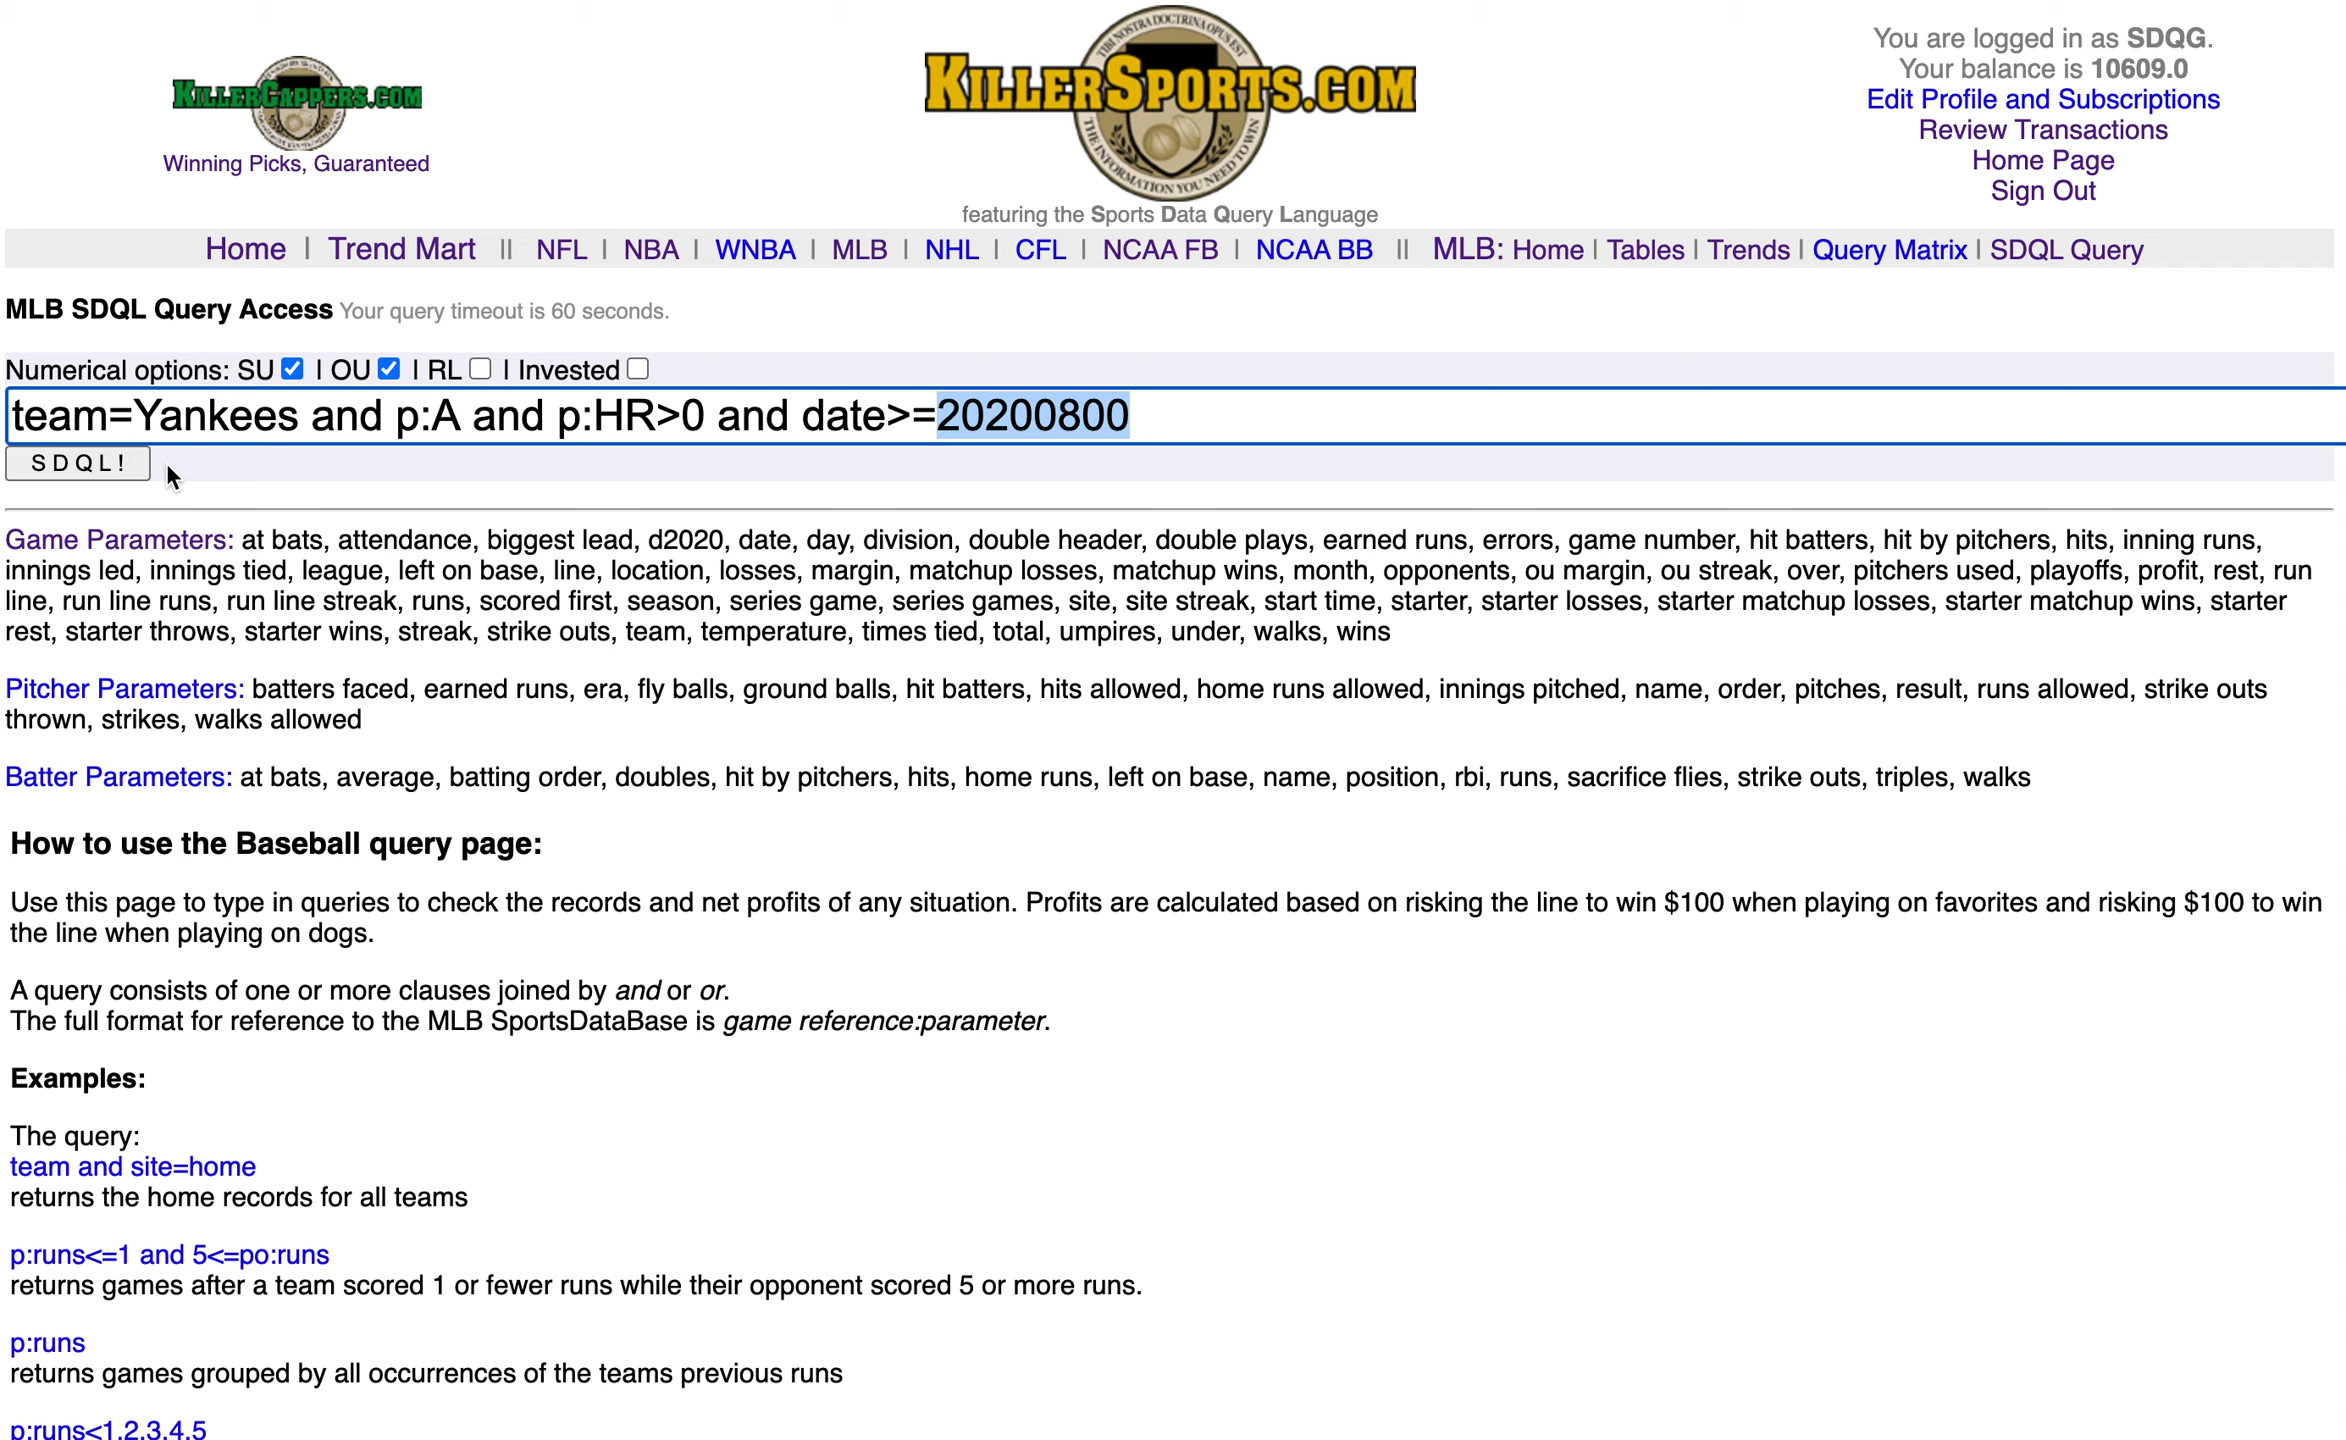 KILLERCAPPERS.COM
Winning Picks, Guaranteed
TIBI NOSTRA DOCTRINA OPUS EST
KILLERSPORTS.COM
THE INFORMATION YOU NEED TO WIN
featuring the Sports Data Query Language
You are logged in as SDQG.
Your balance is 10609.0
Edit Profile and Subscriptions
Review Transactions
Home Page
Sign Out
Home | Trend Mart || NFL | NBA | WNBA | MLB | NHL | CFL | NCAA FB | NCAA BB || MLB: Home | Tables | Trends | Query Matrix | SDQL Query
MLB SDQL Query Access Your query timeout is 60 seconds.
Numerical options: SU | OU | RL | Invested
team=Yankees and p:A and p:HR>0 and date>=20200800
S D Q L !
Game Parameters: at bats, attendance, biggest lead, d2020, date, day, division, double header, double plays, earned runs, errors, game number, hit batters, hit by pitchers, hits, inning runs,
innings led, innings tied, league, left on base, line, location, losses, margin, matchup losses, matchup wins, month, opponents, ou margin, ou streak, over, pitchers used, playoffs, profit, rest, run
line, run line runs, run line streak, runs, scored first, season, series game, series games, site, site streak, start time, starter, starter losses, starter matchup losses, starter matchup wins, starter
rest, starter throws, starter wins, streak, strike outs, team, temperature, times tied, total, umpires, under, walks, wins
Pitcher Parameters: batters faced, earned runs, era, fly balls, ground balls, hit batters, hits allowed, home runs allowed, innings pitched, name, order, pitches, result, runs allowed, strike outs
thrown, strikes, walks allowed
Batter Parameters: at bats, average, batting order, doubles, hit by pitchers, hits, home runs, left on base, name, position, rbi, runs, sacrifice flies, strike outs, triples, walks
How to use the Baseball query page:
Use this page to type in queries to check the records and net profits of any situation. Profits are calculated based on risking the line to win $100 when playing on favorites and risking $100 to win
the line when playing on dogs.
A query consists of one or more clauses joined by and or or.
The full format for reference to the MLB SportsDataBase is game reference:parameter.
Examples:
The query:
team and site=home
returns the home records for all teams
p:runs<=1 and 5<=po:runs
returns games after a team scored 1 or fewer runs while their opponent scored 5 or more runs.
p:runs
returns games grouped by all occurrences of the teams previous runs
p:runs<1,2,3,4,5